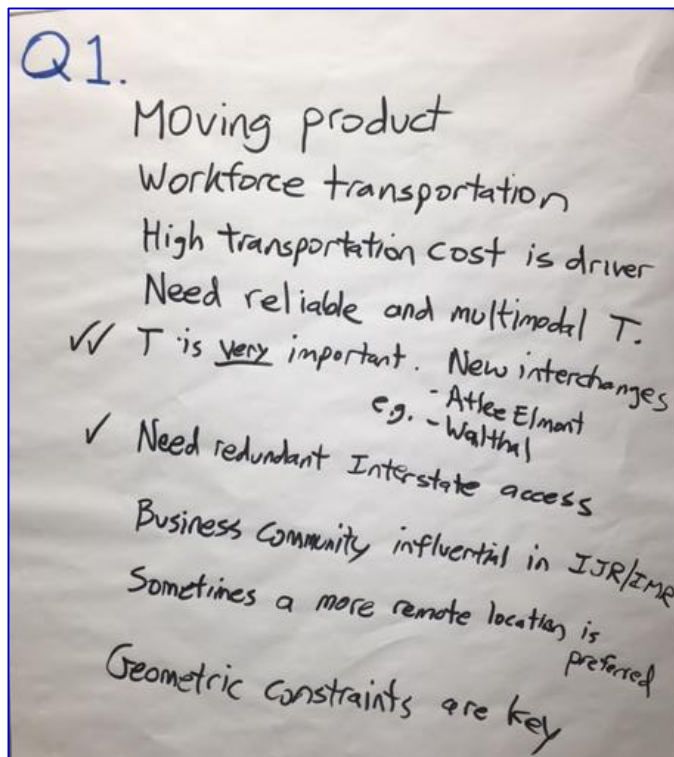 Q1.
Moving product
Workforce transportation
High transportation cost is driver
Need reliable and multimodal T.
✓✓ T is very important. New interchanges
e.g. - Atlee Elmont
- Walthal
✓ Need redundant Interstate access
Business Community influential in IJR/IMR
Sometimes a more remote location is
preferred
Geometric constraints are key